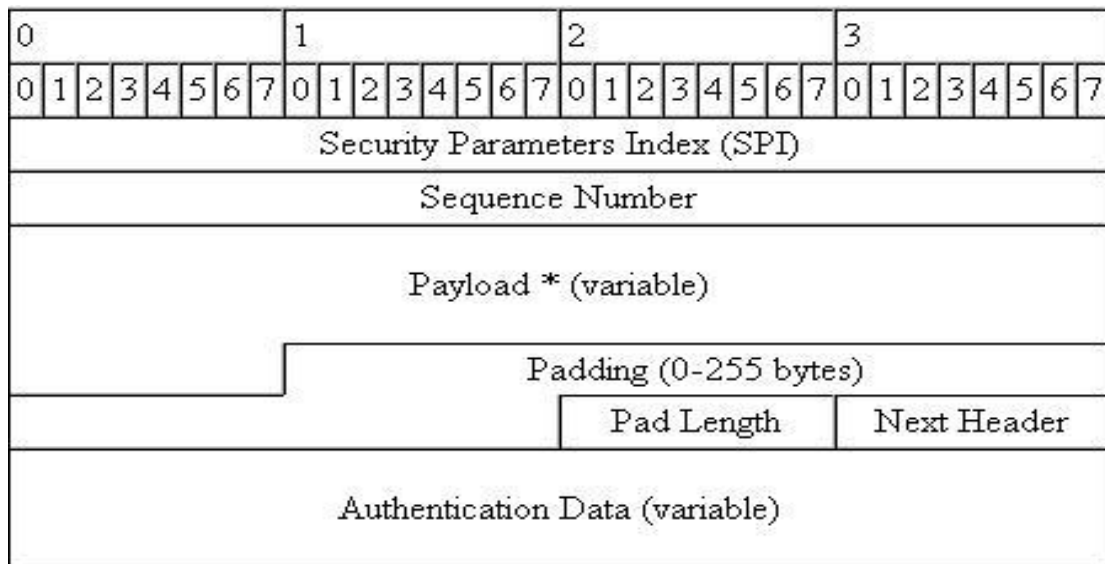 0 1 2 3
0 1 2 3 4 5 6 7 0 1 2 3 4 5 6 7 0 1 2 3 4 5 6 7 0 1 2 3 4 5 6 7
Security Parameters Index (SPI)
Sequence Number
Payload * (variable)
Padding (0-255 bytes)
Pad Length Next Header
Authentication Data (variable)